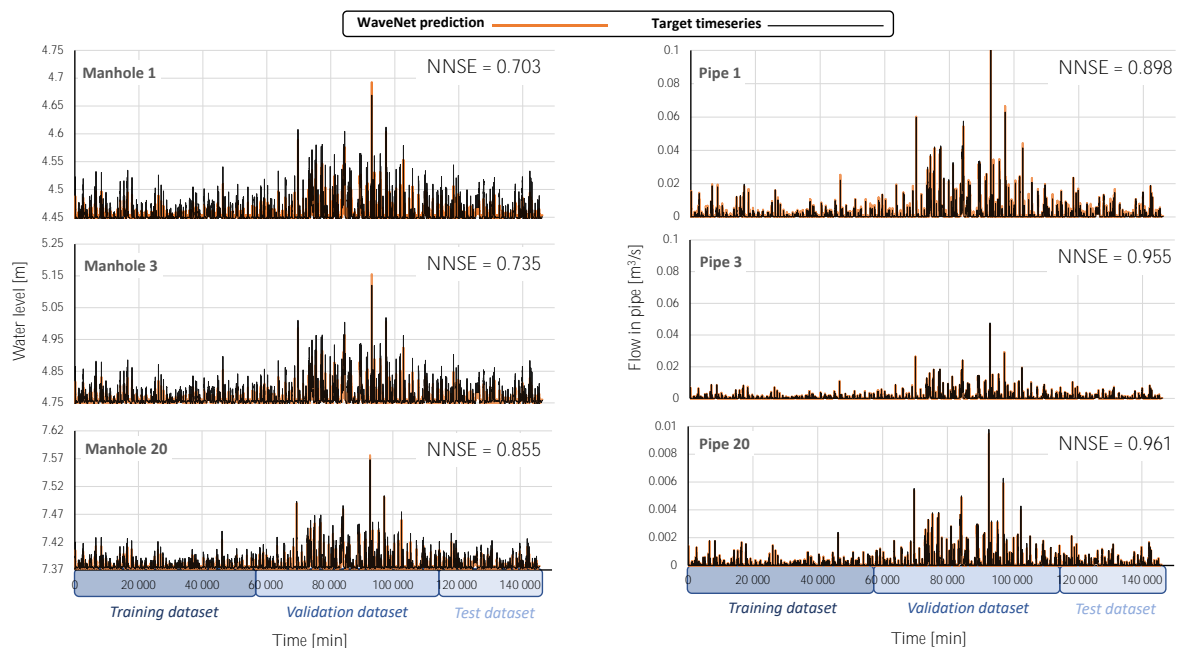 WaveNet prediction
Target timeseries
4.75
4.7
4.65
4.6
4.55
4.5
4.45
Manhole 1
NNSE = 0.703
5.25
5.15
5.05
4.95
4.85
4.75
Manhole 3
NNSE = 0.735
7.62
7.57
7.52
7.47
7.42
7.37
Manhole 20
NNSE = 0.855
Water level [m]
0 20 000 40 000 60 000 80 000 100 000 120 000 140 000
Training dataset
Validation dataset
Test dataset
Time [min]
0.1
0.08
0.06
0.04
0.02
0
Pipe 1
NNSE = 0.898
0.1
0.08
0.06
0.04
0.02
0
Pipe 3
NNSE = 0.955
0.01
0.008
0.006
0.004
0.002
0
Pipe 20
NNSE = 0.961
Flow in pipe [m³/s]
0 20 000 40 000 60 000 80 000 100 000 120 000 140 000
Training dataset
Validation dataset
Test dataset
Time [min]